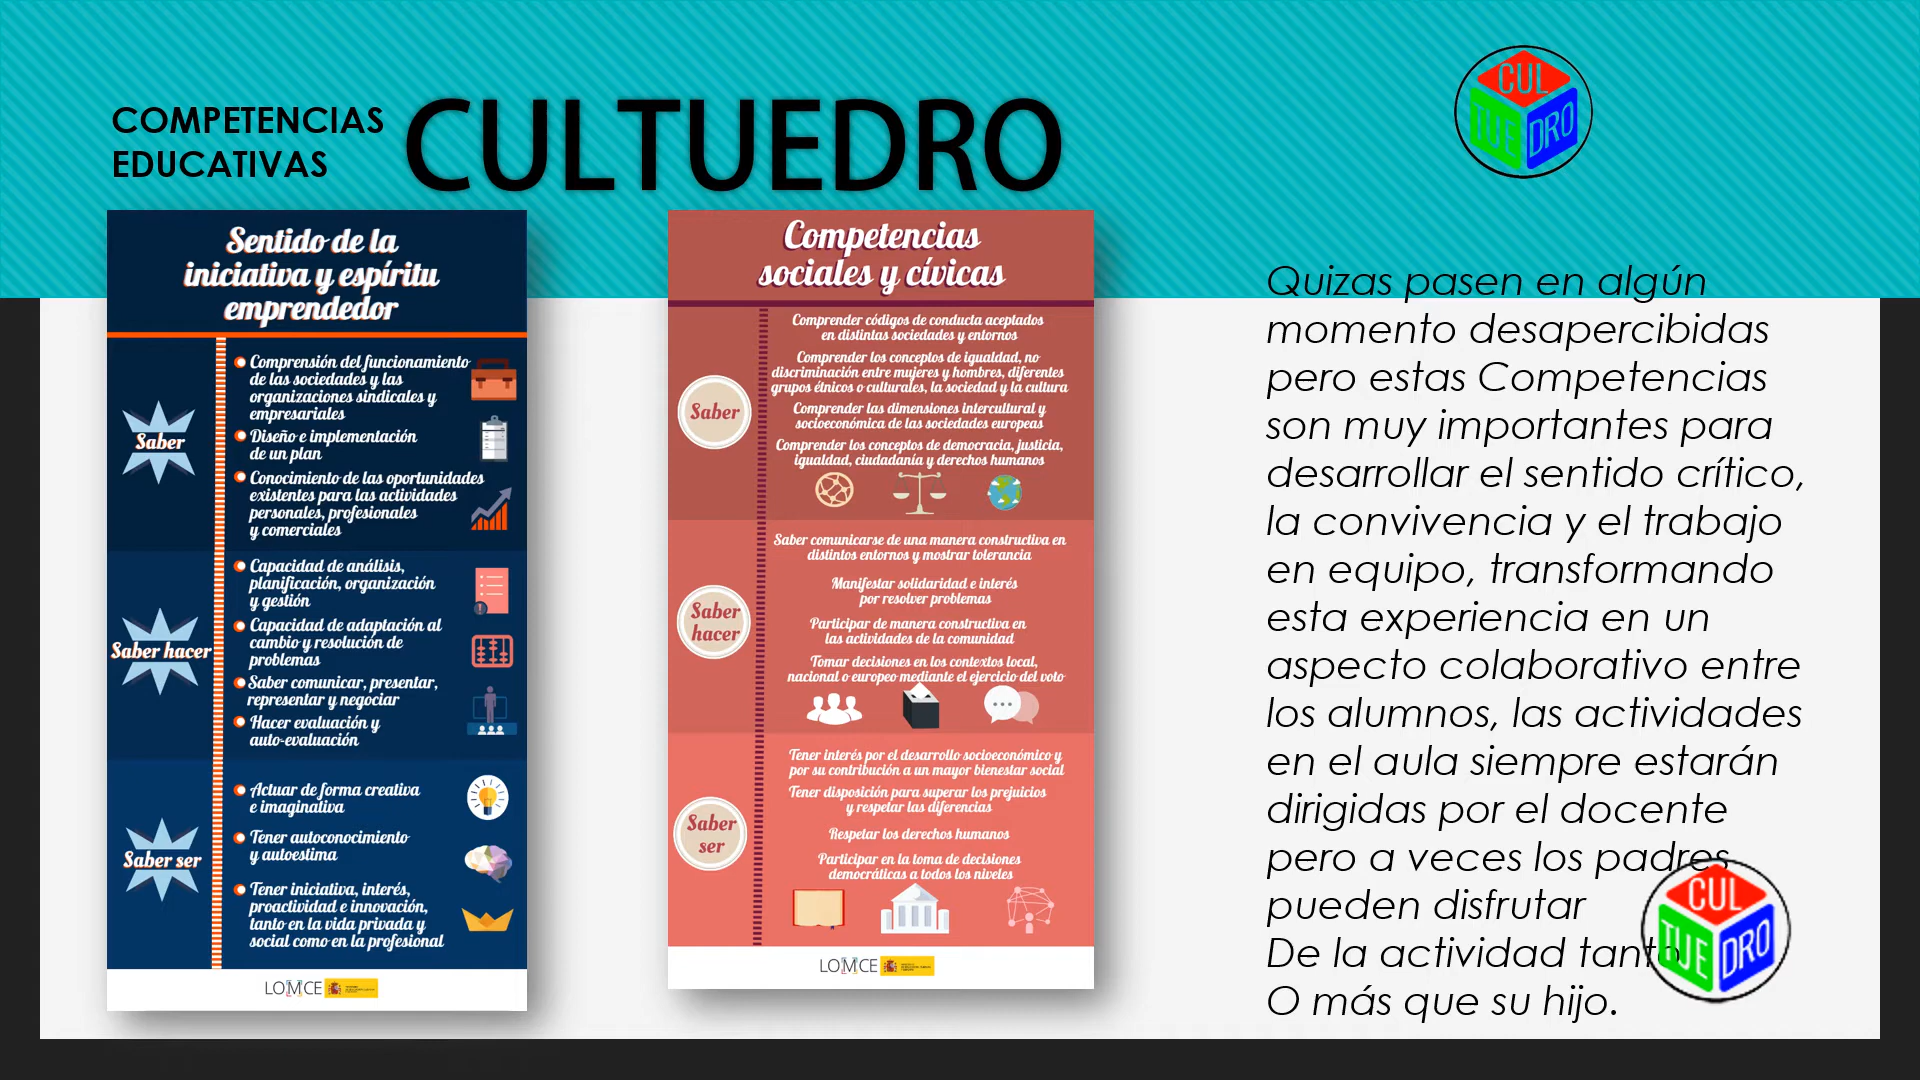 COMPETENCIAS
EDUCATIVAS
CULTUEDRO
CUL
TUE
DRO
Sentido de la
iniciativa y espíritu
emprendedor
Saber
Comprensión del funcionamiento
de las sociedades y las
organizaciones sindicales y
empresariales
Diseño e implementación
de un plan
Conocimiento de las oportunidades
existentes para las actividades
personales, profesionales
y comerciales
Saber hacer
Capacidad de análisis,
planificación, organización
y gestión
Capacidad de adaptación al
cambio y resolución de
problemas
Saber comunicar, presentar,
representar y negociar
Hacer evaluación y
auto-evaluación
Saber ser
Actuar de forma creativa
e imaginativa
Tener autoconocimiento
y autoestima
Tener iniciativa, interés,
proactividad e innovación,
tanto en la vida privada y
social como en la profesional
LOMCE
Competencias
sociales y cívicas
Saber
Comprender códigos de conducta aceptados
en distintas sociedades y entornos
Comprender los conceptos de igualdad, no
discriminación entre mujeres y hombres, diferentes
grupos étnicos o culturales, la sociedad y la cultura
Comprender las dimensiones intercultural y
socioeconómica de las sociedades europeas
Comprender los conceptos de democracia, justicia,
igualdad, ciudadanía y derechos humanos
Saber
hacer
Saber comunicarse de una manera constructiva en
distintos entornos y mostrar tolerancia
Manifestar solidaridad e interés
por resolver problemas
Participar de manera constructiva en
las actividades de la comunidad
Tomar decisiones en los contextos local,
nacional o europeo mediante el ejercicio del voto
Saber
ser
Tener interés por el desarrollo socioeconómico y
por su contribución a un mayor bienestar social
Tener disposición para superar los prejuicios
y respetar las diferencias
Respetar los derechos humanos
Participar en la toma de decisiones
democráticas a todos los niveles
LOMCE
Quizas pasen en algún
momento desapercibidas
pero estas Competencias
son muy importantes para
desarrollar el sentido crítico,
la convivencia y el trabajo
en equipo, transformando
esta experiencia en un
aspecto colaborativo entre
los alumnos, las actividades
en el aula siempre estarán
dirigidas por el docente
pero a veces los padres
pueden disfrutar
De la actividad tanto
O más que su hijo.
CUL
TUE
DRO